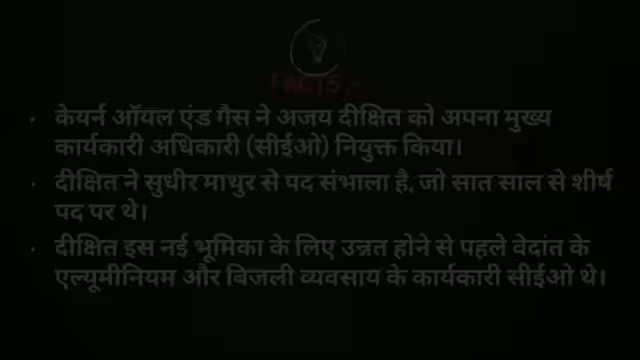 FACTS:-
• केयर्न ऑयल एंड गैस ने अजय दीक्षित को अपना मुख्य
कार्यकारी अधिकारी (सीईओ) नियुक्त किया।
• दीक्षित ने सुधीर माथुर से पद संभाला है, जो सात साल से शीर्ष
पद पर थे।
• दीक्षित इस नई भूमिका के लिए उन्नत होने से पहले वेदांत के
एल्यूमीनियम और बिजली व्यवसाय के कार्यकारी सीईओ थे।